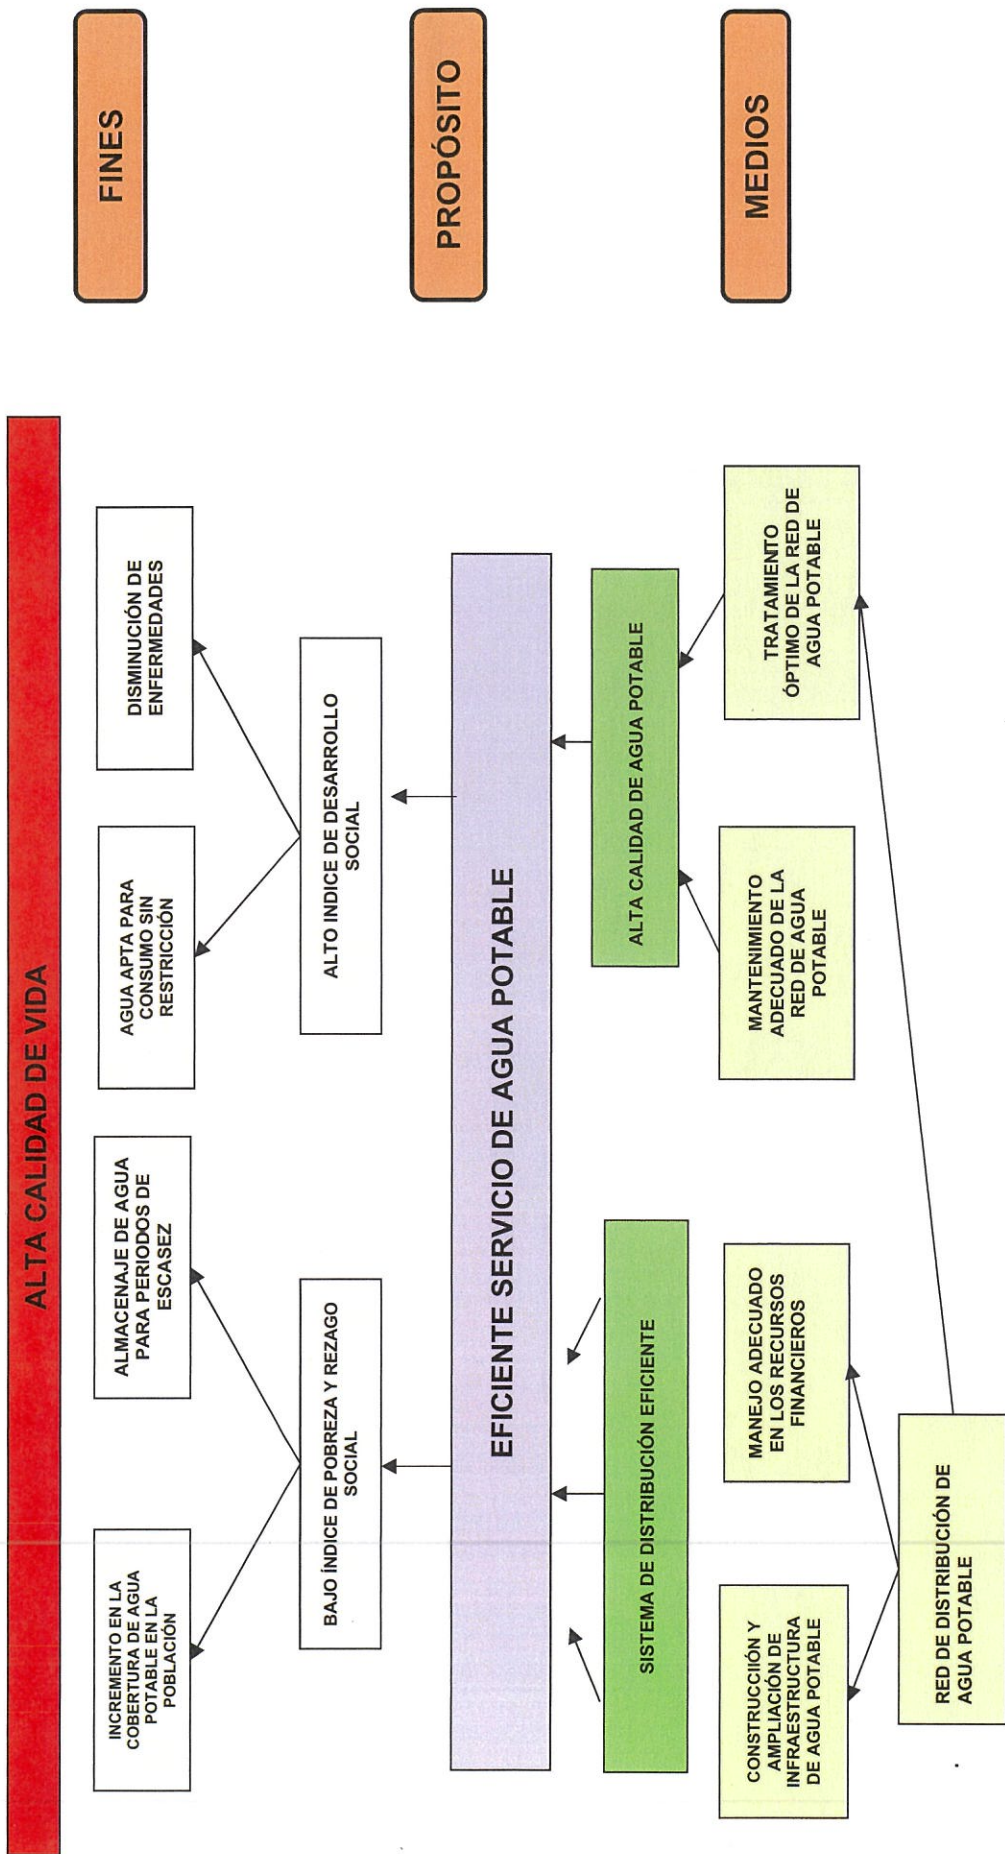 ALTA CALIDAD DE VIDA
FINES
INCREMENTO EN LA
COBERTURA DE AGUA
POTABLE EN LA
POBLACIÓN
ALMACENAJE DE AGUA
PARA PERIODOS DE
ESCASEZ
AGUA APTA PARA
CONSUMO SIN
RESTRICCIÓN
DISMINUCIÓN DE
ENFERMEDADES
BAJO ÍNDICE DE POBREZA Y REZAGO
SOCIAL
ALTO INDICE DE DESARROLLO
SOCIAL
PROPÓSITO
EFICIENTE SERVICIO DE AGUA POTABLE
SISTEMA DE DISTRIBUCIÓN EFICIENTE
ALTA CALIDAD DE AGUA POTABLE
MEDIOS
CONSTRUCCIIÓN Y
AMPLIACIÓN DE
INFRAESTRUCTURA
DE AGUA POTABLE
MANEJO ADECUADO
EN LOS RECURSOS
FINANCIEROS
MANTENIMIENTO
ADECUADO DE LA
RED DE AGUA
POTABLE
TRATAMIENTO
ÓPTIMO DE LA RED DE
AGUA POTABLE
RED DE DISTRIBUCIÓN DE
AGUA POTABLE